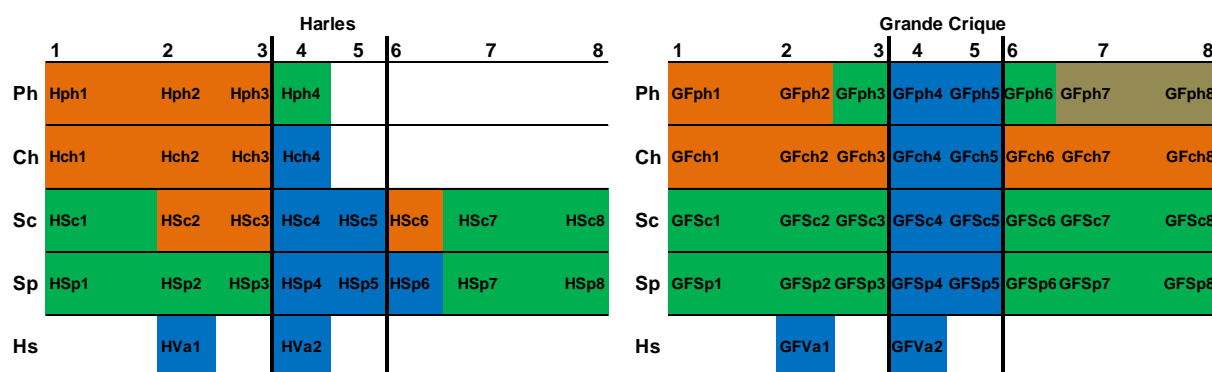 Harles Grande Crique
1 2 3 4 5 6 7 8 1 2 3 4 5 6 7 8
Ph Hph1 Hph2 Hph3 Hph4 Ph GFph1 GFph2 GFph3 GFph4 GFph5 GFph6 GFph7 GFph8
Ch Hch1 Hch2 Hch3 Hch4 Ch GFch1 GFch2 GFch3 GFch4 GFch5 GFch6 GFch7 GFch8
Sc HSc1 HSc2 HSc3 HSc4 HSc5 HSc6 HSc7 HSc8 Sc GFSc1 GFSc2 GFSc3 GFSc4 GFSc5 GFSc6 GFSc7 GFSc8
Sp HSp1 HSp2 HSp3 HSp4 HSp5 HSp6 HSp7 HSp8 Sp GFSp1 GFSp2 GFSp3 GFSp4 GFSp5 GFSp6 GFSp7 GFSp8
Hs HVa1 HVa2 Hs GFVa1 GFVa2